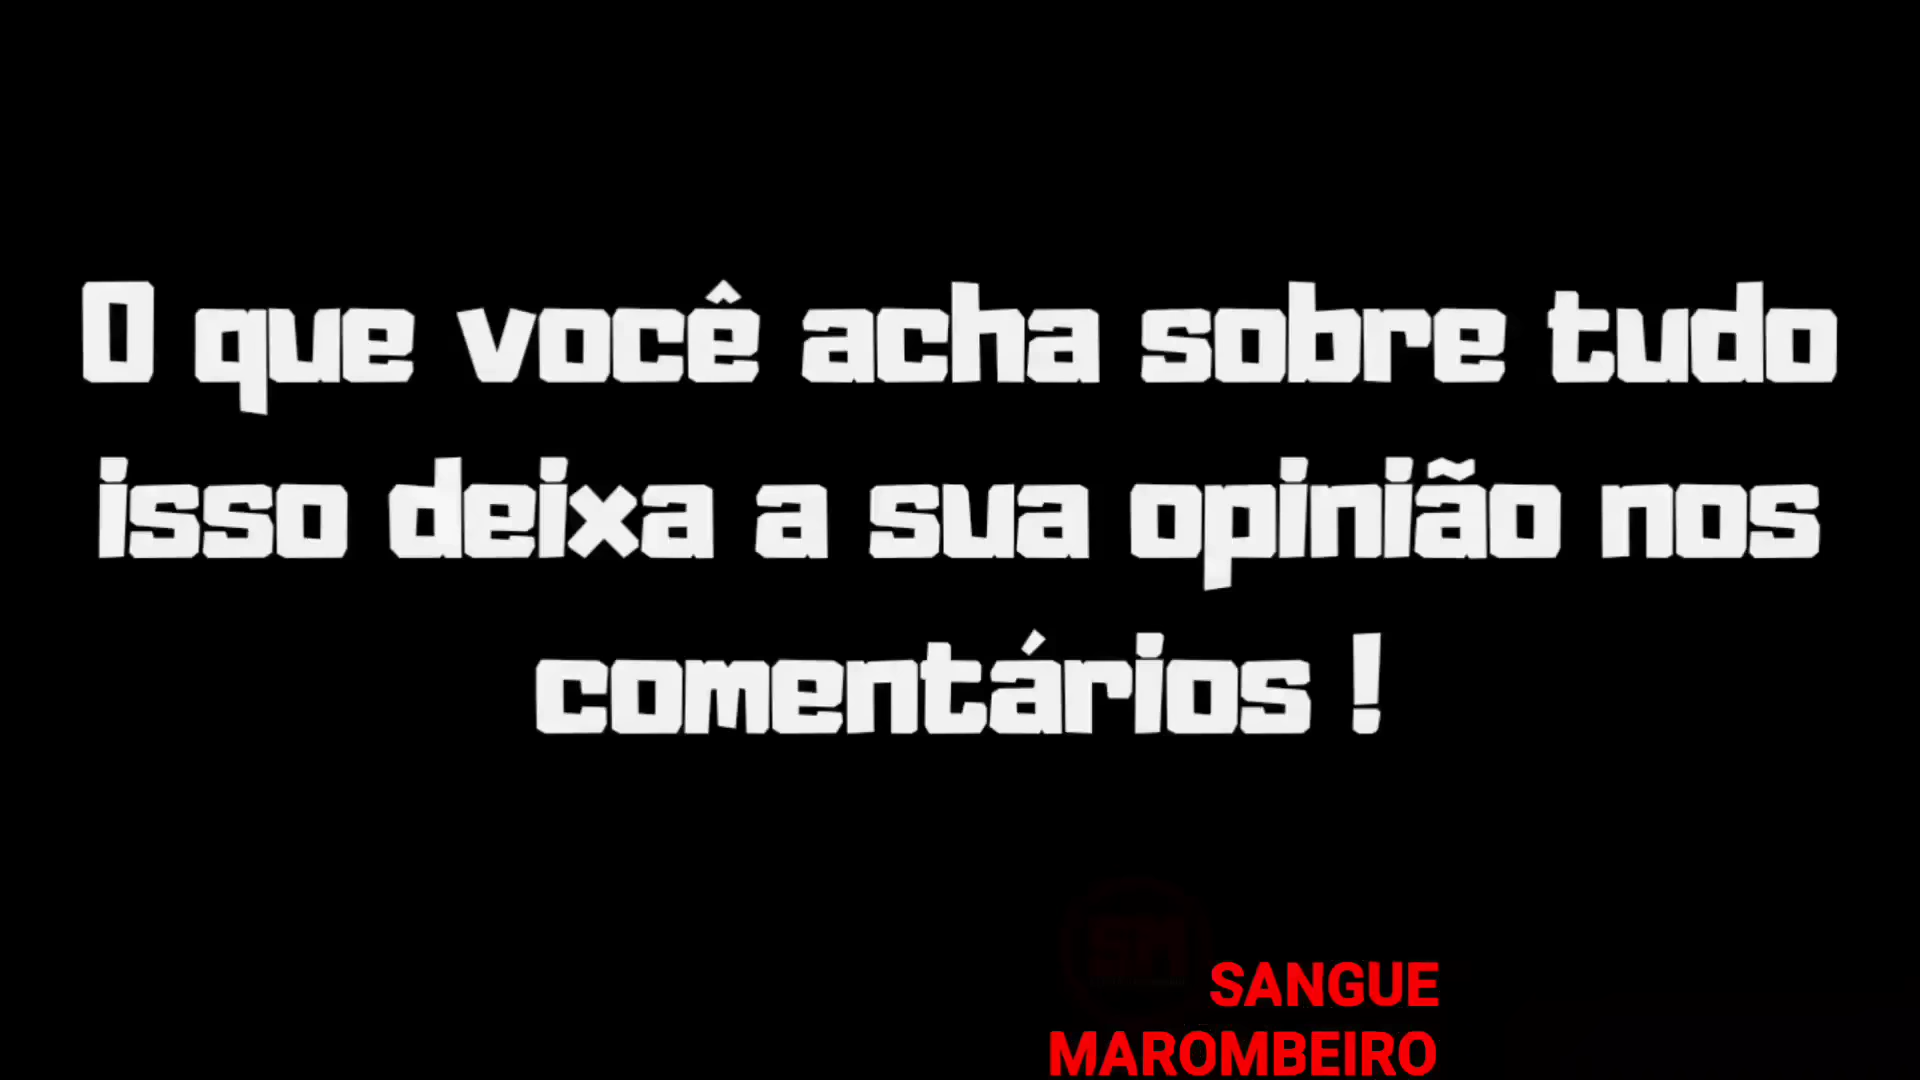 O que você acha sobre tudo
isso deixa a sua opinião nos
comentários !
SANGUE
MAROMBEIRO